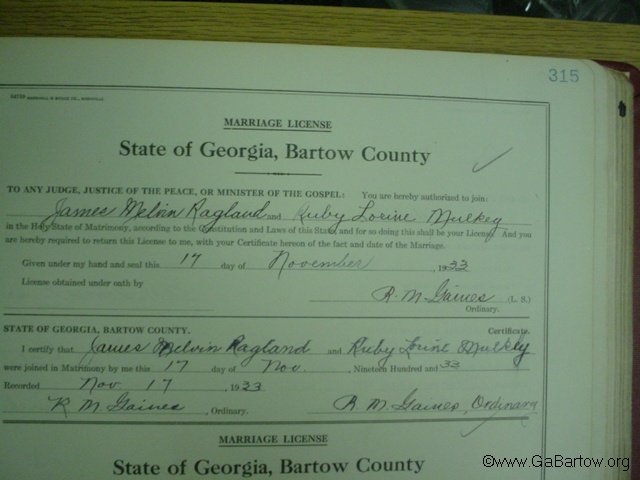 315
MARRIAGE LICENSE
State of Georgia, Bartow County
TO ANY JUDGE, JUSTICE OF THE PEACE, OR MINISTER OF THE GOSPEL: You are hereby authorized to join:
James Melvin Ragland and Ruby Lorine Mulkey
in the Holy State of Matrimony, according to the Constitution and Laws of this State, and for so doing this shall be your License. And you
are hereby required to return this License to me, with your Certificate hereon of the fact and date of the Marriage.
Given under my hand and seal this 17 day of November, 1933
License obtained under oath by
R. M. Gaines (L. S.)
Ordinary.
STATE OF GEORGIA, BARTOW COUNTY. Certificate.
I certify that James Melvin Ragland and Ruby Lorine Mulkey
were joined in Matrimony by me this 17 day of Nov. Nineteen Hundred and 33
Recorded Nov 17, 1933
R M Gaines, Ordinary. R. M. Gaines, Ordinary
MARRIAGE LICENSE
State of Georgia, Bartow County
©www.GaBartow.org